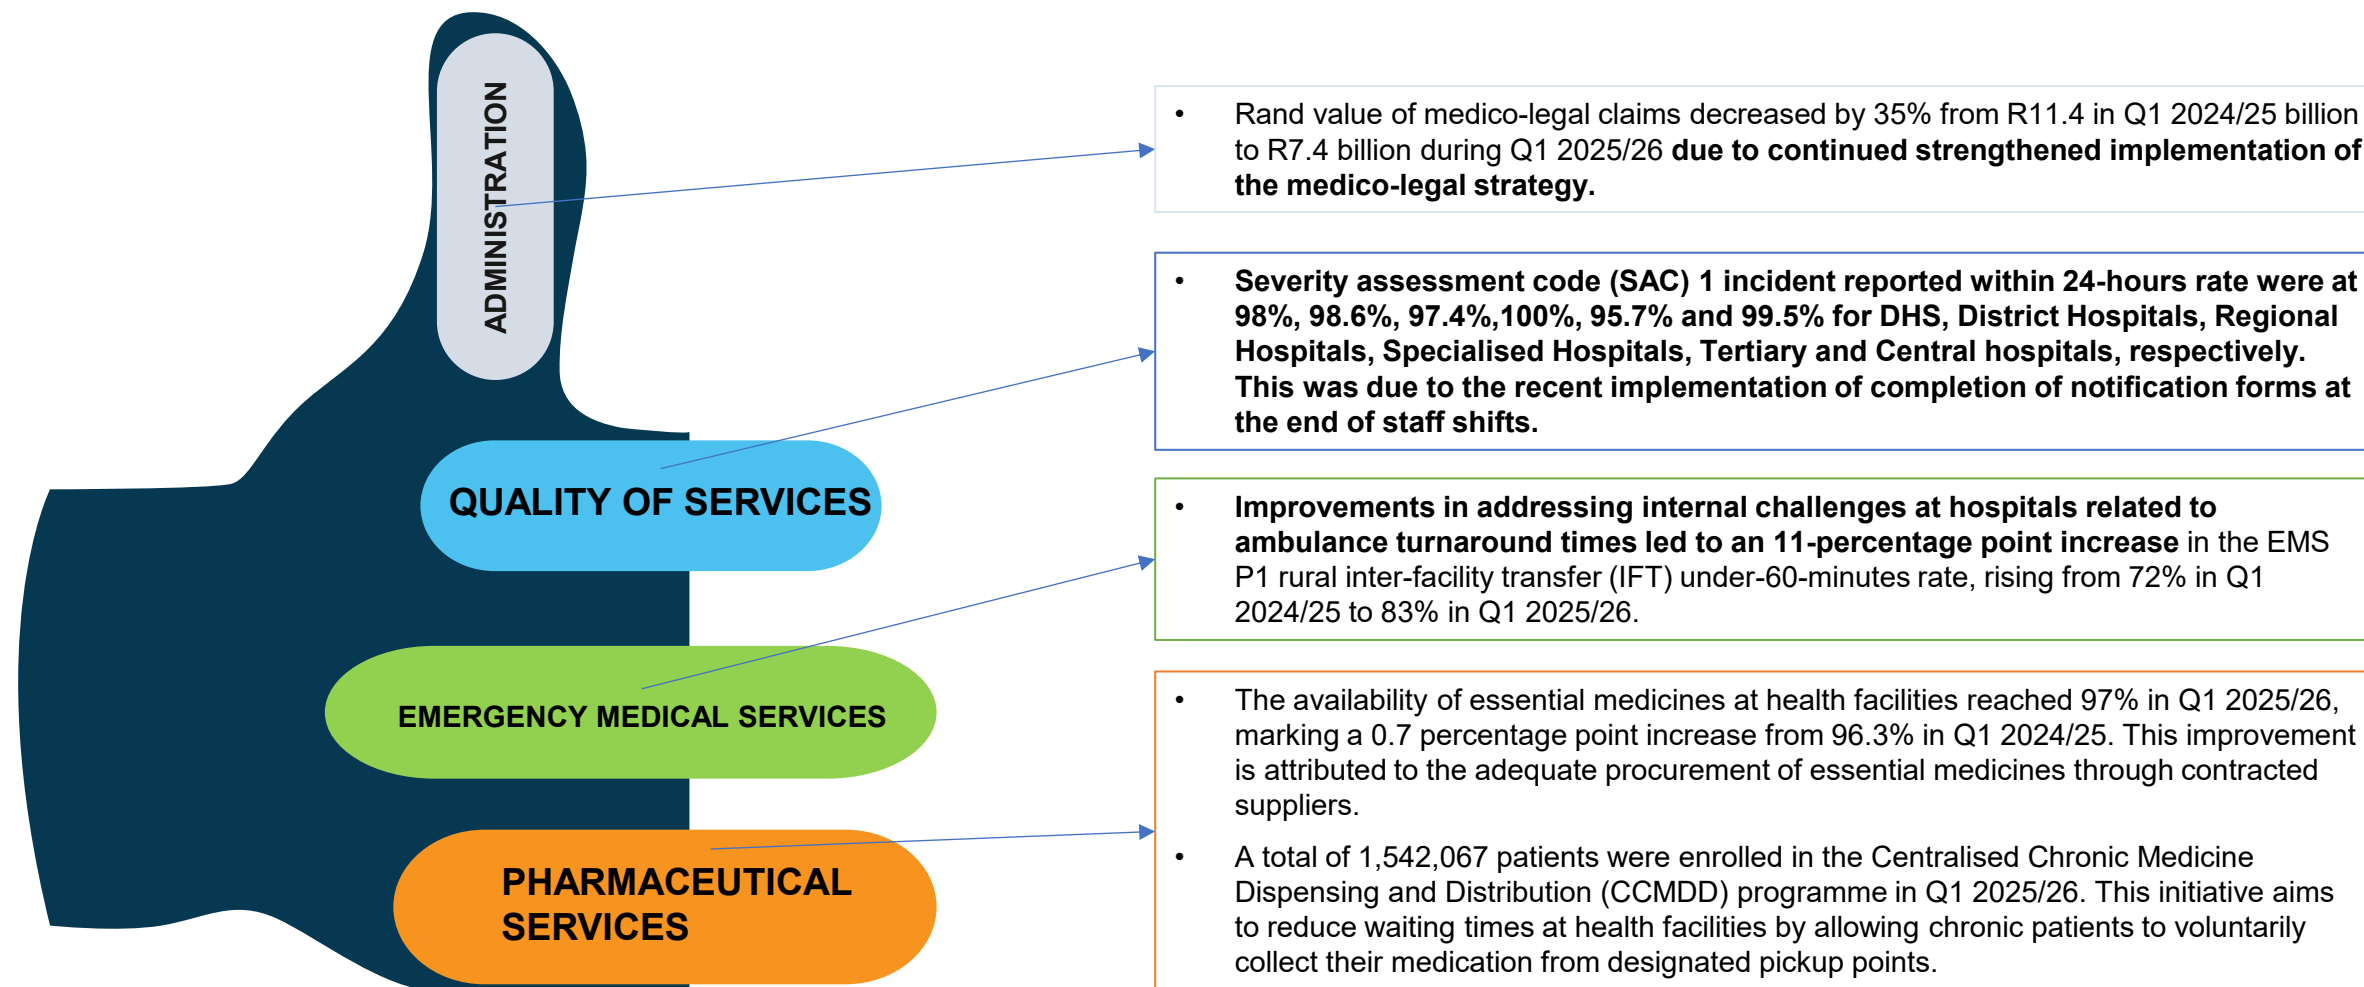 ADMINISTRATION
• Rand value of medico-legal claims decreased by 35% from R11.4 in Q1 2024/25 billion
to R7.4 billion during Q1 2025/26 due to continued strengthened implementation of
the medico-legal strategy.
QUALITY OF SERVICES
• Severity assessment code (SAC) 1 incident reported within 24-hours rate were at
98%, 98.6%, 97.4%,100%, 95.7% and 99.5% for DHS, District Hospitals, Regional
Hospitals, Specialised Hospitals, Tertiary and Central hospitals, respectively.
This was due to the recent implementation of completion of notification forms at
the end of staff shifts.
EMERGENCY MEDICAL SERVICES
• Improvements in addressing internal challenges at hospitals related to
ambulance turnaround times led to an 11-percentage point increase in the EMS
P1 rural inter-facility transfer (IFT) under-60-minutes rate, rising from 72% in Q1
2024/25 to 83% in Q1 2025/26.
PHARMACEUTICAL
SERVICES
• The availability of essential medicines at health facilities reached 97% in Q1 2025/26,
marking a 0.7 percentage point increase from 96.3% in Q1 2024/25. This improvement
is attributed to the adequate procurement of essential medicines through contracted
suppliers.
• A total of 1,542,067 patients were enrolled in the Centralised Chronic Medicine
Dispensing and Distribution (CCMDD) programme in Q1 2025/26. This initiative aims
to reduce waiting times at health facilities by allowing chronic patients to voluntarily
collect their medication from designated pickup points.